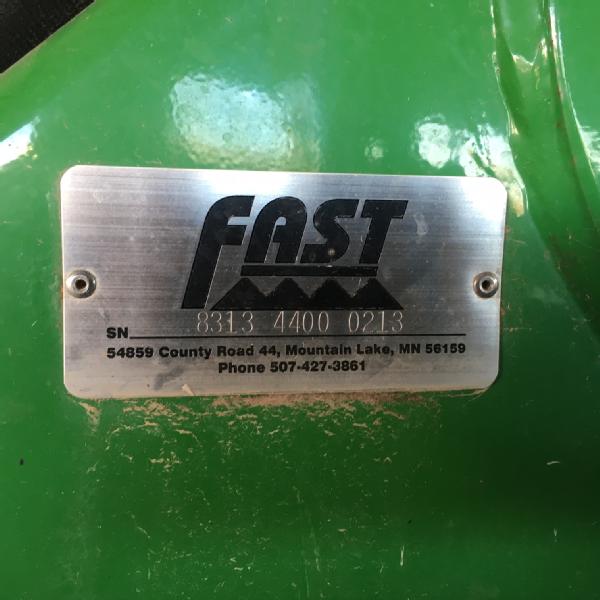 FAST
SN 8313 4400 0213
54859 County Road 44, Mountain Lake, MN 56159
Phone 507-427-3861